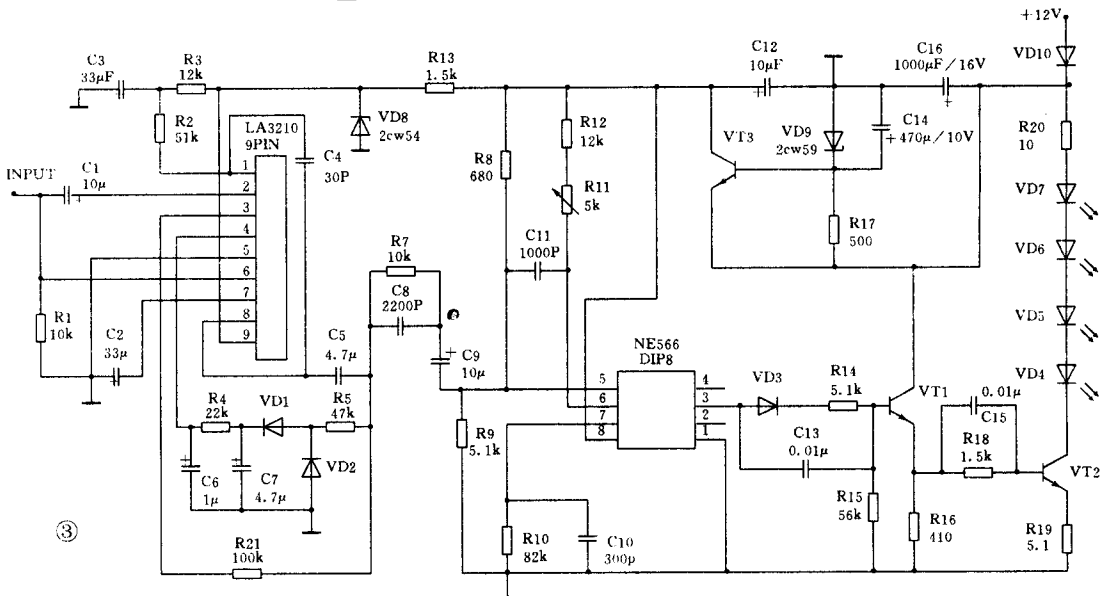 +12V
C3
33μF
R3
12k
R13
1.5k
C12
10μF
C16
1000μF/16V
VD10
R2
51k
LA3210
9PIN
C4
30P
VD8
2cw54
R8
680
R12
12k
R11
5k
VT3
VD9
2cw59
C14
+470μ/10V
R20
10
INPUT
C1
10μ
+
1
2
3
4
5
6
7
8
9
VD7
R17
500
VD6
R7
10k
C8
2200P
C11
1000P
R1
10k
C2
33μ
C5
4.7μ
C9
10μ
NE566
DIP8
VD5
VD4
5
6
7
8
4
3
2
1
VD3
R14
5.1k
VT1
0.01μ
C15
R4
22k
VD1
R5
47k
R9
5.1k
C13
0.01μ
R18
1.5k
VT2
VD2
C6
1μ
C7
4.7μ
R15
56k
R16
410
R19
5.1
③
R21
100k
R10
82k
C10
300p